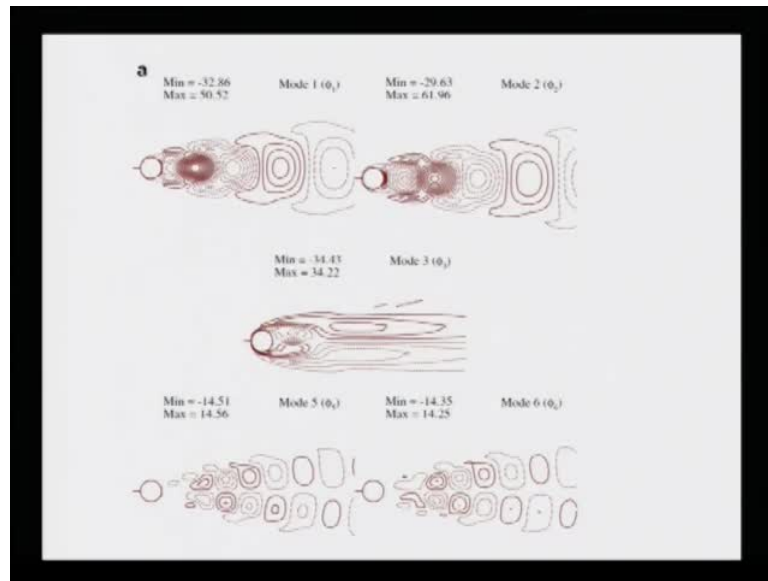 a
Min = -32.86 Mode 1 (ϕ₁) Min = -29.63 Mode 2 (ϕ₂)
Max = 50.52 Max = 61.96
Min = -34.43 Mode 3 (ϕ₃)
Max = 34.22
Min = -14.51 Mode 5 (ϕ₅) Min = -14.35 Mode 6 (ϕ₆)
Max = 14.56 Max = 14.25